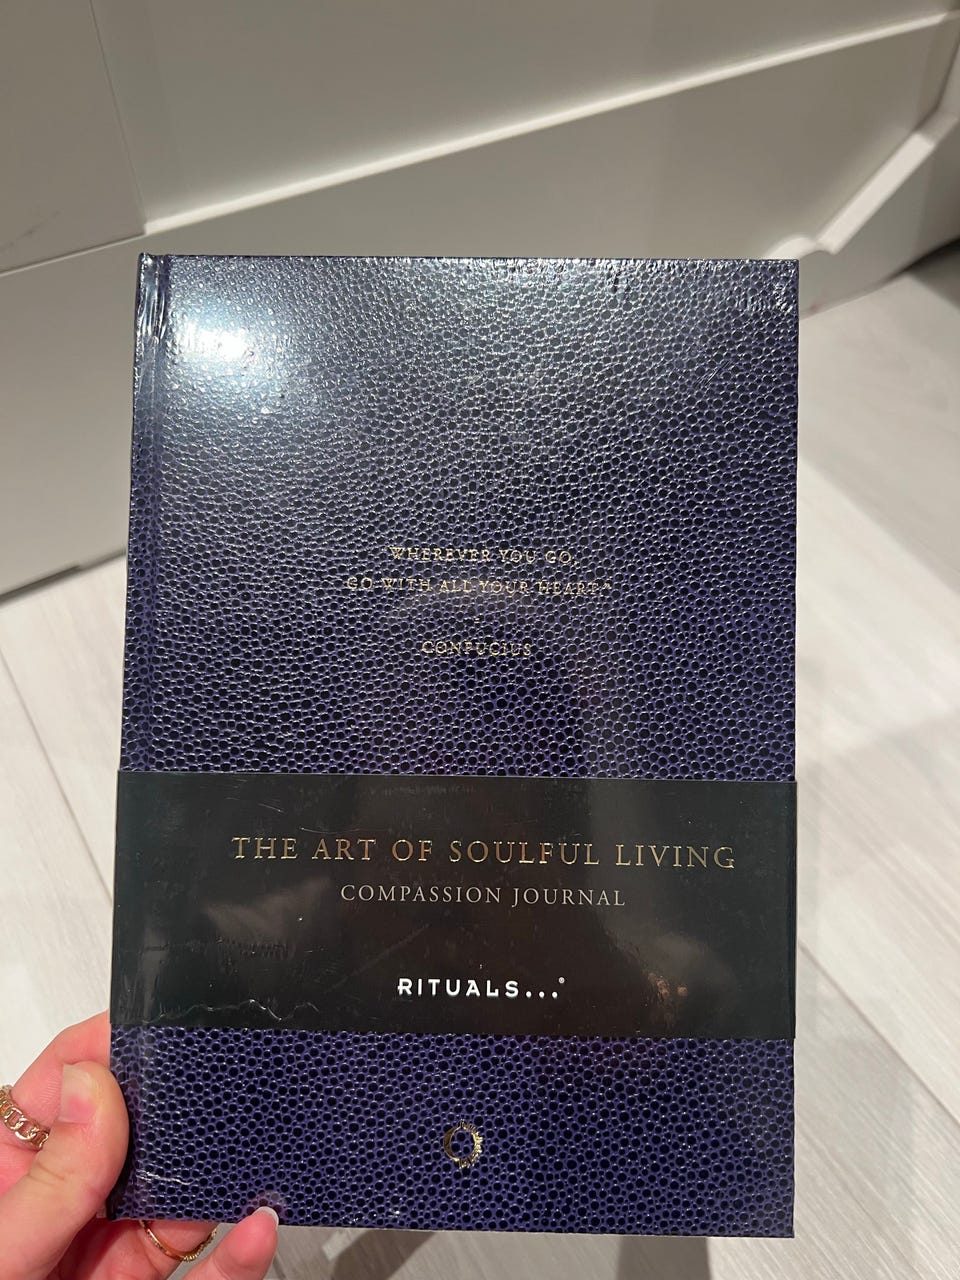 WHEREVER YOU GO,
GO WITH ALL YOUR HEART"
-
CONFUCIUS
THE ART OF SOULFUL LIVING
COMPASSION JOURNAL
RITUALS...®